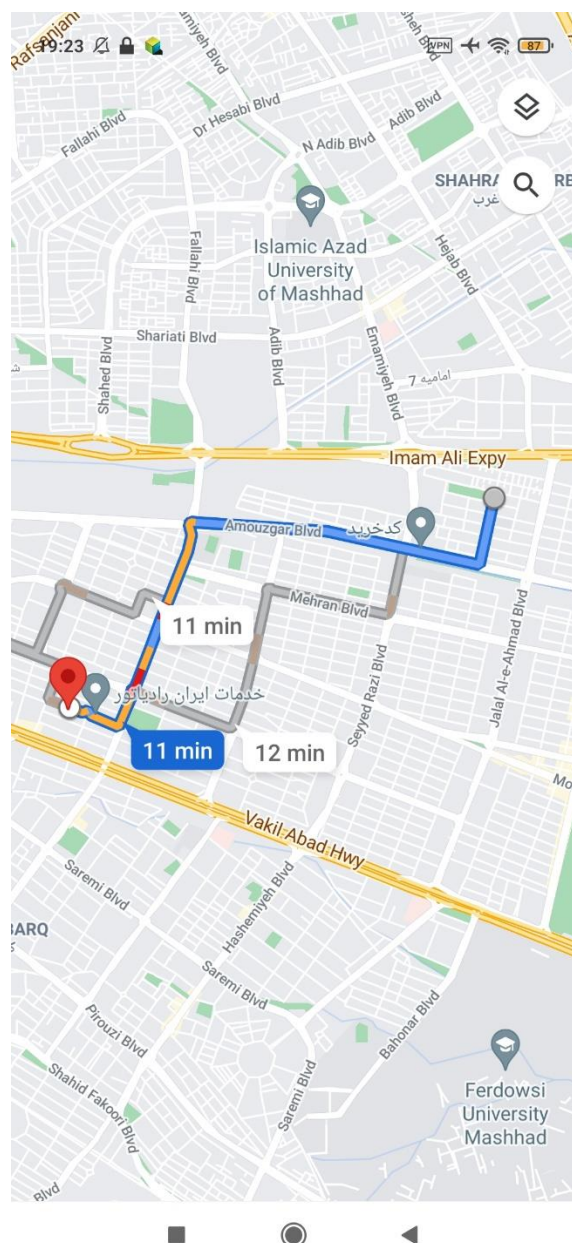 19:23
VPN
87
Rafsanjani
Fallahi Blvd
Dr Hesabi Blvd
N Adib Blvd
Adib Blvd
غرب
Islamic Azad
University
of Mashhad
Hejab Blvd
Fallahi Blvd
Shariati Blvd
Shahed Blvd
Adib Blvd
Emamiyeh Blvd
امامیه 7
Imam Ali Expy
Amouzgar Blvd
کدخرید
Mehran Blvd
11 min
Jalal Al-e-Ahmad Blvd
Seyyed Razi Blvd
خدمات ایران رادیاتور
11 min
12 min
Vakil Abad Hwy
Saremi Blvd
Hashemiyeh Blvd
BARQ
Saremi Blvd
Bahonar Blvd
Pirouzi Blvd
Saremi Blvd
Shahid Fakoori Blvd
Ferdowsi
University
Mashhad
Blvd